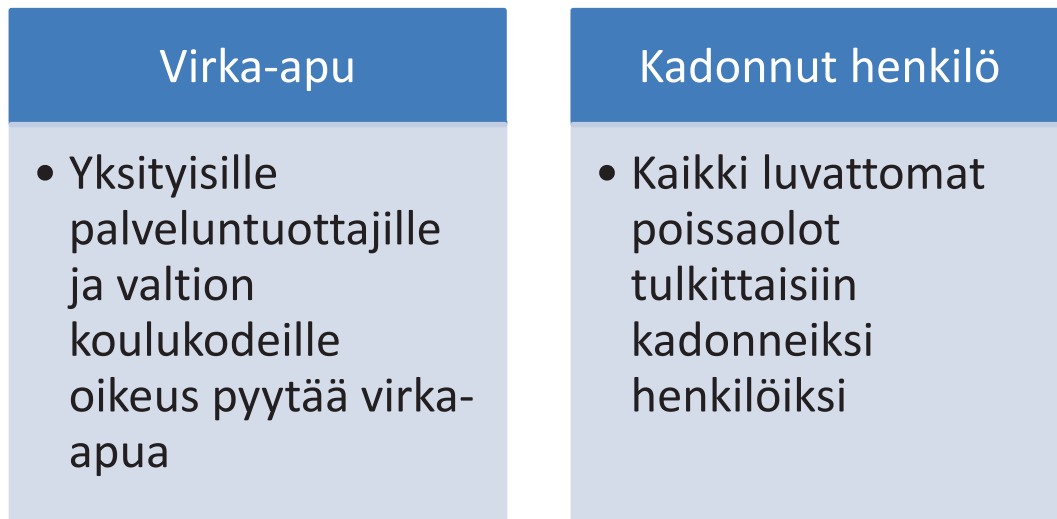 Virka-apu
• Yksityisille
palveluntuottajille
ja valtion
koulukodeille
oikeus pyytää virka-
apua
Kadonnut henkilö
• Kaikki luvattomat
poissaolot
tulkittaisiin
kadonneiksi
henkilöiksi